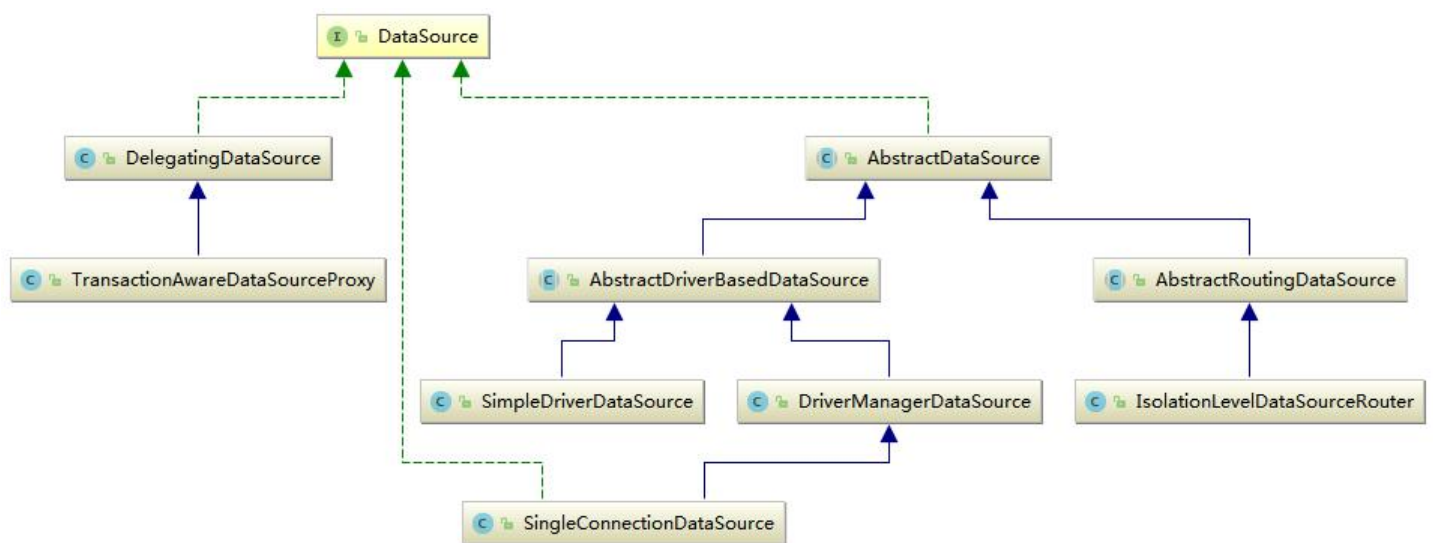 I DataSource
C DelegatingDataSource
C AbstractDataSource
C TransactionAwareDataSourceProxy
C AbstractDriverBasedDataSource
C AbstractRoutingDataSource
C SimpleDriverDataSource
C DriverManagerDataSource
C IsolationLevelDataSourceRouter
C SingleConnectionDataSource